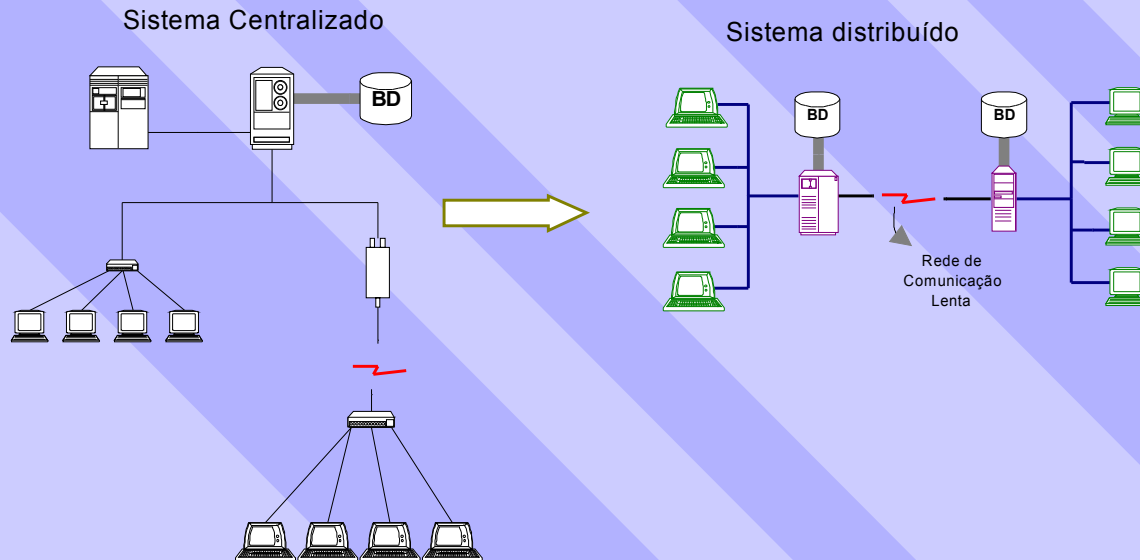 Sistema Centralizado
BD
Sistema distribuído
BD
BD
Rede de
Comunicação
Lenta